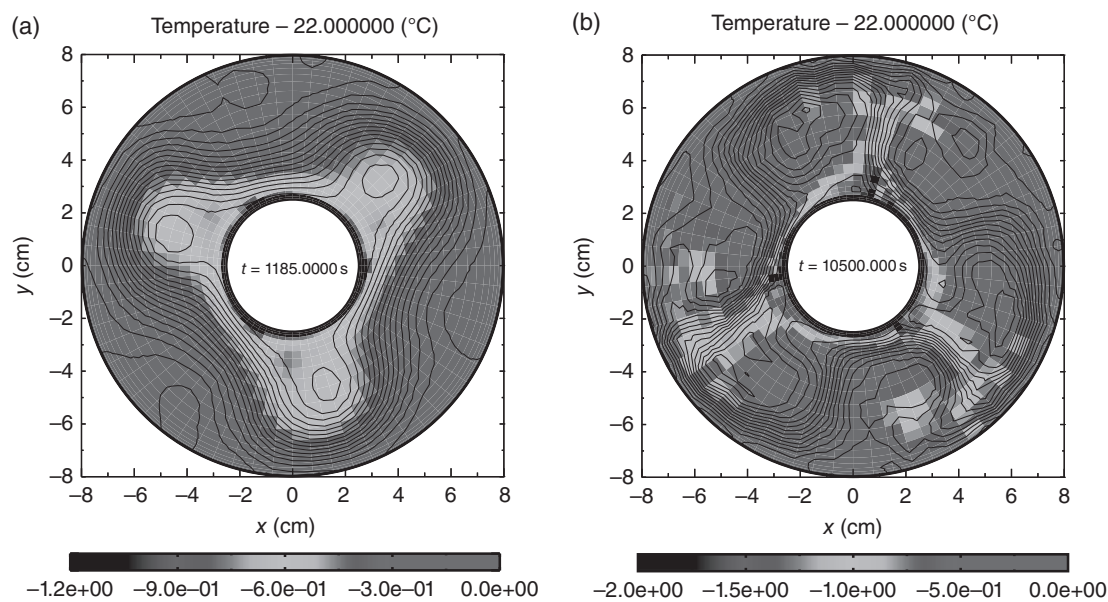 (a)
Temperature – 22.000000 (°C)
8
6
4
2
0
–2
–4
–6
–8
y (cm)
t = 1185.0000 s
–8 –6 –4 –2 0 2 4 6 8
x (cm)
–1.2e+00 –9.0e–01 –6.0e–01 –3.0e–01 0.0e+00
(b)
Temperature – 22.000000 (°C)
8
6
4
2
0
–2
–4
–6
–8
y (cm)
t = 10500.000 s
–8 –6 –4 –2 0 2 4 6 8
x (cm)
–2.0e+00 –1.5e+00 –1.0e+00 –5.0e–01 0.0e+00